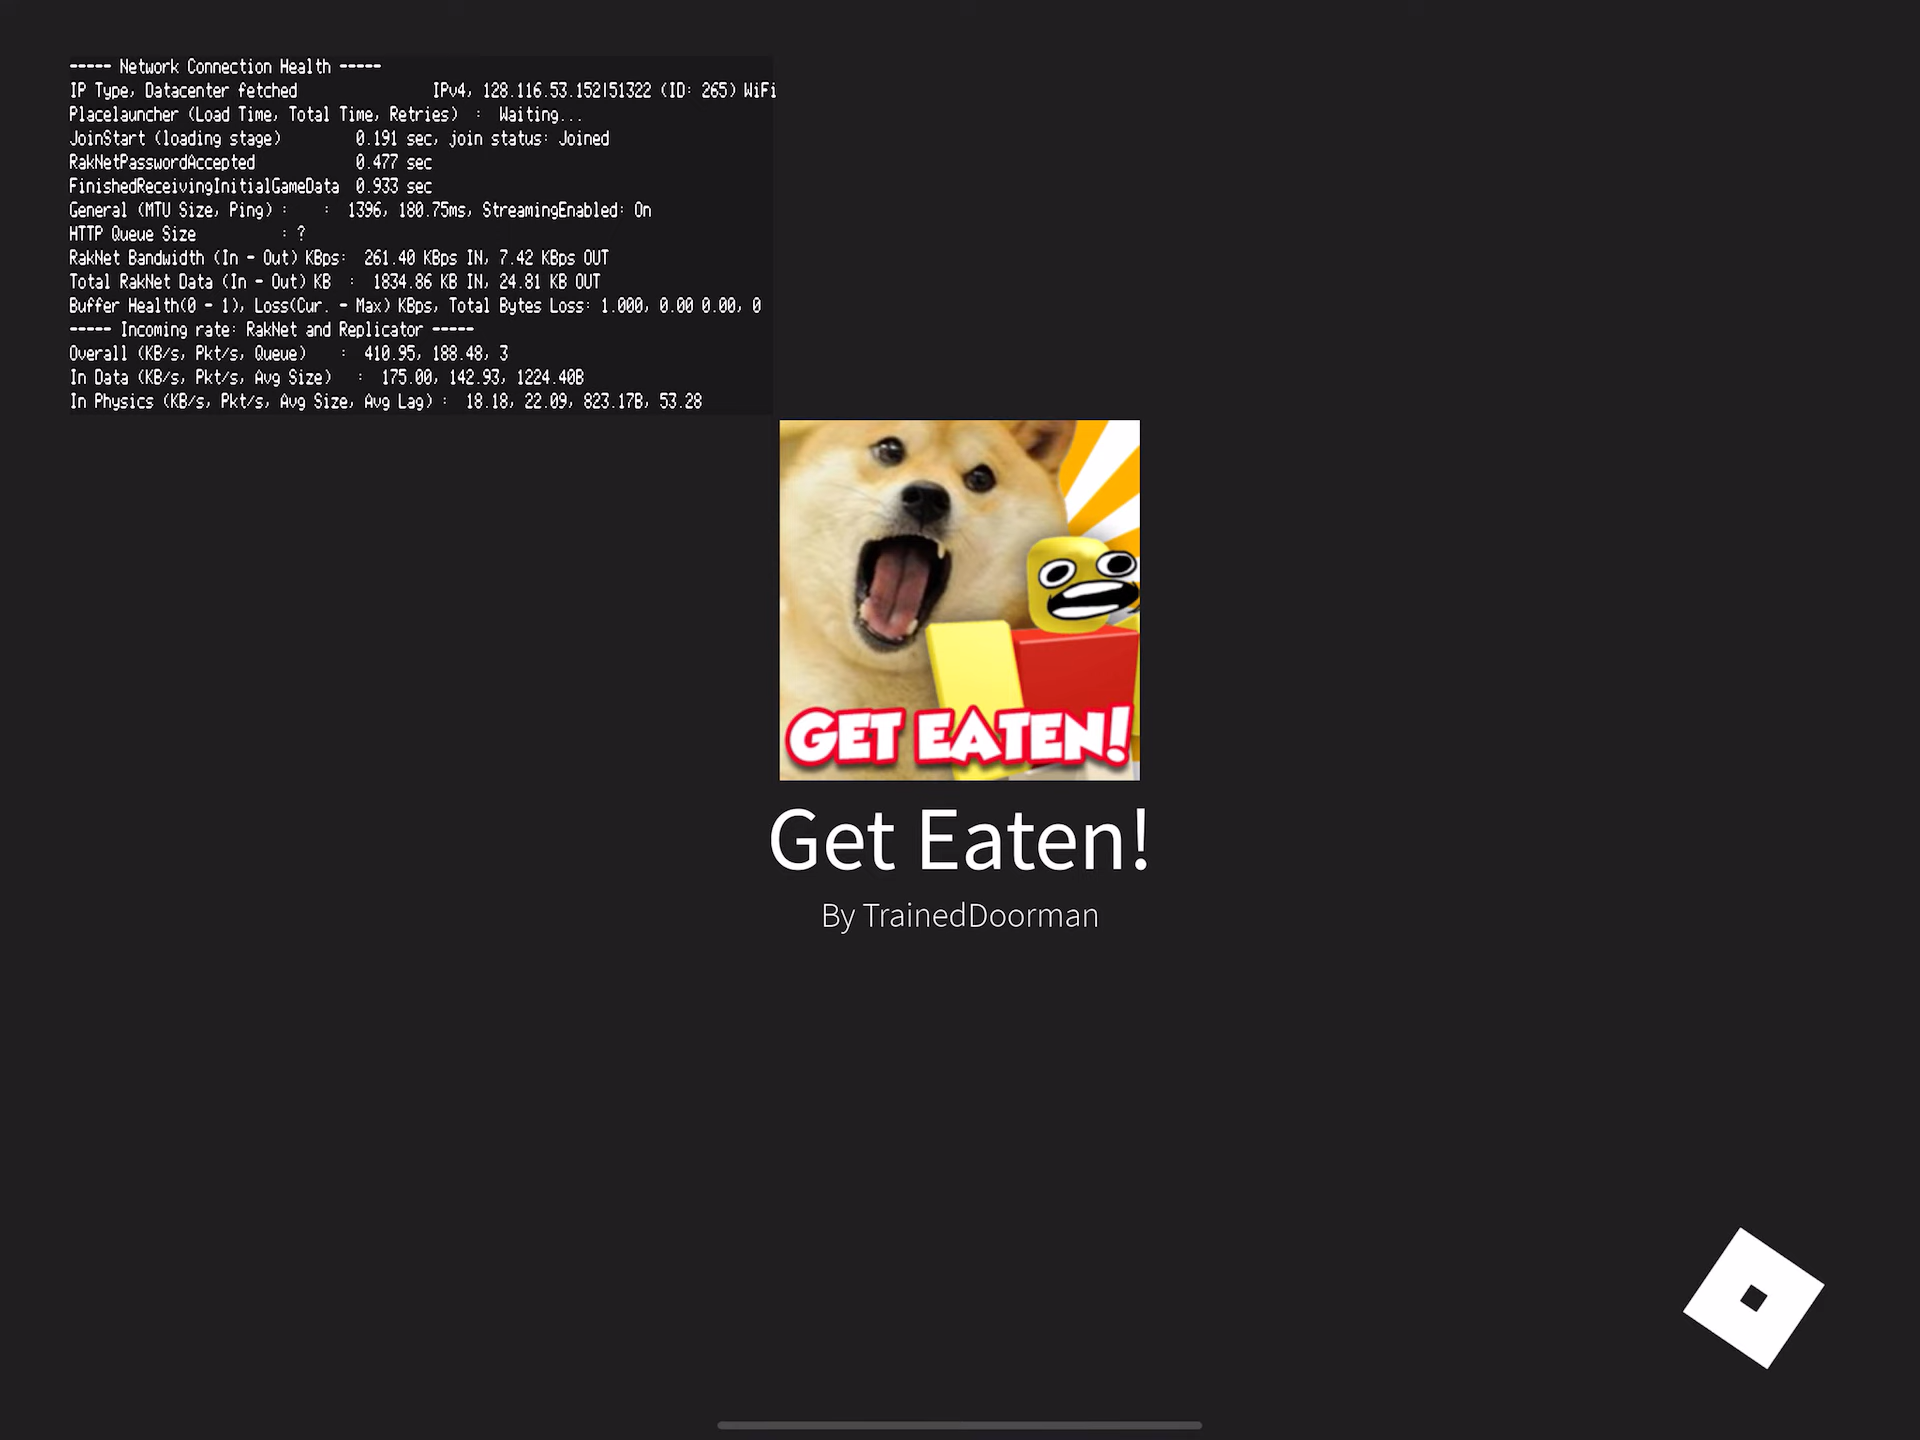 ----- Network Connection Health -----
IP Type, Datacenter fetched IPv4, 128.116.53.152|51322 (ID: 265) WiFi
Placelauncher (Load Time, Total Time, Retries) : Waiting...
JoinStart (loading stage) 0.191 sec, join status: Joined
RakNetPasswordAccepted 0.477 sec
FinishedReceivingInitialGameData 0.933 sec
General (MTU Size, Ping) : : 1396, 180.75ms, StreamingEnabled: On
HTTP Queue Size : ?
RakNet Bandwidth (In - Out) KBps: 261.40 KBps IN, 7.42 KBps OUT
Total RakNet Data (In - Out) KB : 1834.86 KB IN, 24.81 KB OUT
Buffer Health(0 - 1), Loss(Cur. - Max) KBps, Total Bytes Loss: 1.000, 0.00 0.00, 0
----- Incoming rate: RakNet and Replicator -----
Overall (KB/s, Pkt/s, Queue) : 410.95, 188.48, 3
In Data (KB/s, Pkt/s, Avg Size) : 175.00, 142.93, 1224.40B
In Physics (KB/s, Pkt/s, Avg Size, Avg Lag) : 18.18, 22.09, 823.17B, 53.28
GET EATEN!
Get Eaten!
By TrainedDoorman